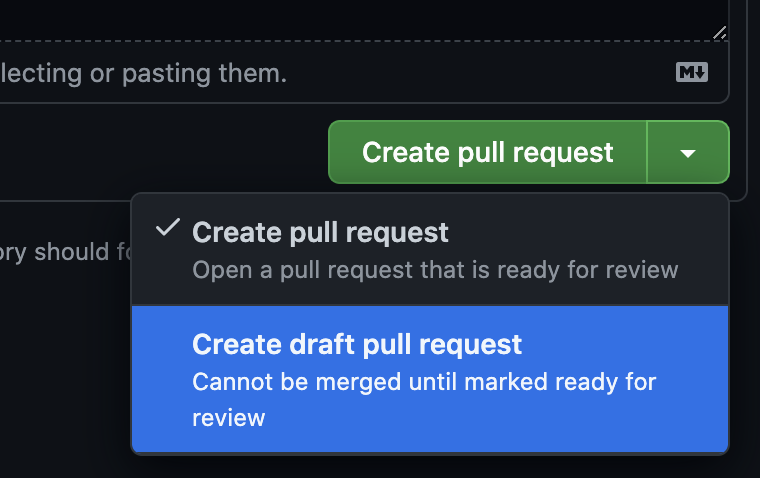 lecting or pasting them.
M↓
Create pull request
Create pull request
Open a pull request that is ready for review
ory should fo
Create draft pull request
Cannot be merged until marked ready for
review